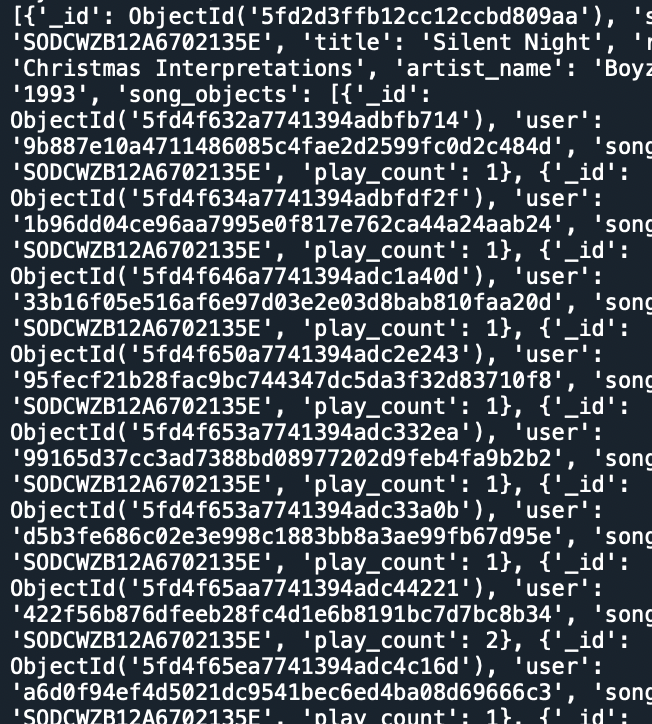 [{'_id': ObjectId('5fd2d3ffb12cc12ccbd809aa'), 's
'SODCWZB12A6702135E', 'title': 'Silent Night', 'r
'Christmas Interpretations', 'artist_name': 'Boyz
'1993', 'song_objects': [{'_id':
ObjectId('5fd4f632a7741394adbfb714'), 'user':
'9b887e10a4711486085c4fae2d2599fc0d2c484d', 'song
'SODCWZB12A6702135E', 'play_count': 1}, {'_id':
ObjectId('5fd4f634a7741394adbfdf2f'), 'user':
'1b96dd04ce96aa7995e0f817e762ca44a24aab24', 'song
'SODCWZB12A6702135E', 'play_count': 1}, {'_id':
ObjectId('5fd4f646a7741394adc1a40d'), 'user':
'33b16f05e516af6e97d03e2e03d8bab810faa20d', 'song
'SODCWZB12A6702135E', 'play_count': 1}, {'_id':
ObjectId('5fd4f650a7741394adc2e243'), 'user':
'95fecf21b28fac9bc744347dc5da3f32d83710f8', 'song
'SODCWZB12A6702135E', 'play_count': 1}, {'_id':
ObjectId('5fd4f653a7741394adc332ea'), 'user':
'99165d37cc3ad7388bd08977202d9feb4fa9b2b2', 'song
'SODCWZB12A6702135E', 'play_count': 1}, {'_id':
ObjectId('5fd4f653a7741394adc33a0b'), 'user':
'd5b3fe686c02e3e998c1883bb8a3ae99fb67d95e', 'song
'SODCWZB12A6702135E', 'play_count': 1}, {'_id':
ObjectId('5fd4f65aa7741394adc44221'), 'user':
'422f56b876dfeeb28fc4d1e6b8191bc7d7bc8b34', 'song
'SODCWZB12A6702135E', 'play_count': 2}, {'_id':
ObjectId('5fd4f65ea7741394adc4c16d'), 'user':
'a6d0f94ef4d5021dc9541bec6ed4ba08d69666c3', 'song
'SODCWZB12A6702135E', 'play_count': 1}, {'_id':